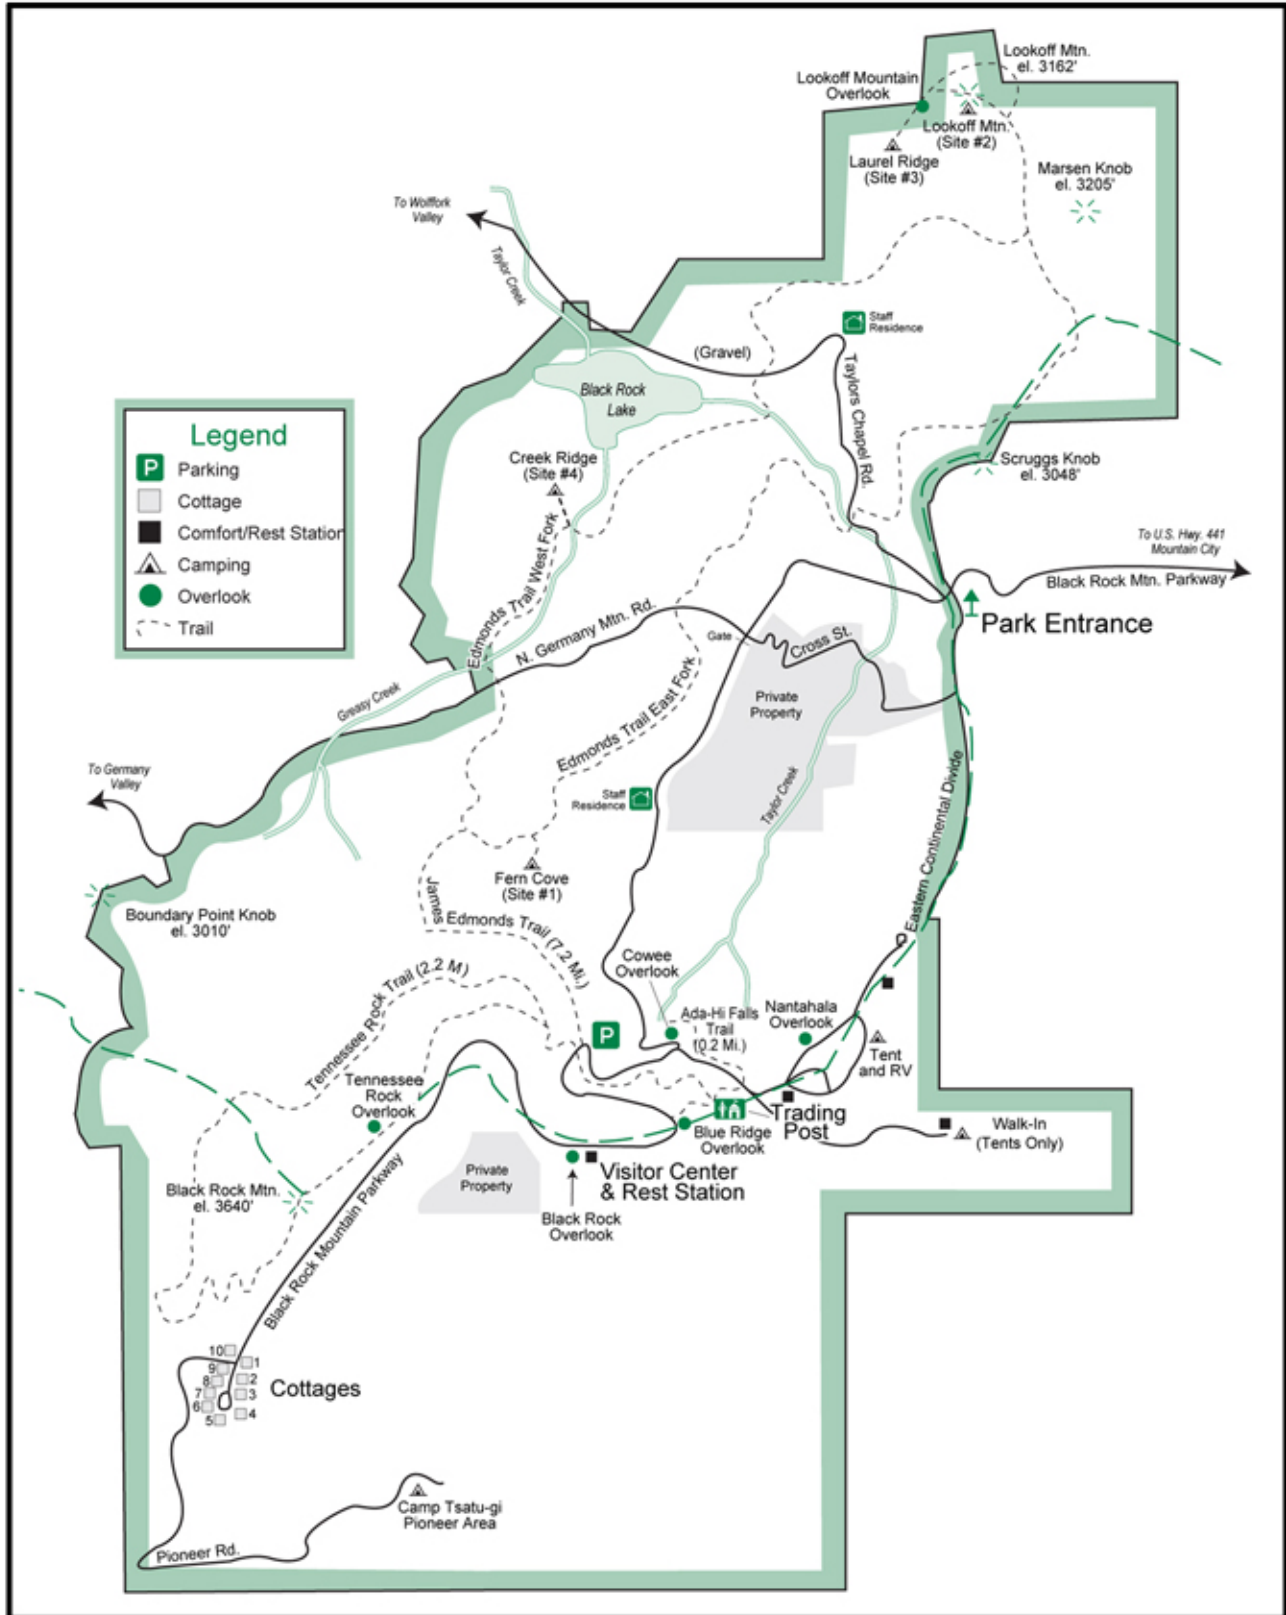 Lookoff Mtn.
el. 3162'
Lookoff Mountain
Overlook
Lookoff Mtn.
(Site #2)
Laurel Ridge
(Site #3)
Marsen Knob
el. 3205'
To Wolffork
Valley
Taylor Creek
Staff
Residence
(Gravel)
Taylors Chapel Rd.
Black Rock
Lake
Legend
P
Parking
Cottage
Comfort/Rest Station
Camping
Overlook
Trail
Creek Ridge
(Site #4)
Scruggs Knob
el. 3048'
To U.S. Hwy. 441
Mountain City
Black Rock Mtn. Parkway
Park Entrance
Edmonds Trail West Fork
N. Germany Mtn. Rd.
Gate
Cross St.
Private
Property
Greasy Creek
Edmonds Trail East Fork
To Germany
Valley
Staff
Residence
Taylor Creek
Eastern Continental Divide
Fern Cove
(Site #1)
Boundary Point Knob
el. 3010'
James Edmonds Trail (7.2 Mi.)
Cowee
Overlook
Tennessee Rock Trail (2.2 M)
Ada-Hi Falls
Trail
(0.2 Mi.)
Nantahala
Overlook
P
Tent
and RV
Tennessee
Rock
Overlook
Trading
Post
Blue Ridge
Overlook
Walk-In
(Tents Only)
Private
Property
Visitor Center
& Rest Station
Black Rock Mtn.
el. 3640'
Black Rock
Overlook
Black Rock Mountain Parkway
10
1
9
2
8
3
7
6
4
5
Cottages
Camp Tsatu-gi
Pioneer Area
Pioneer Rd.